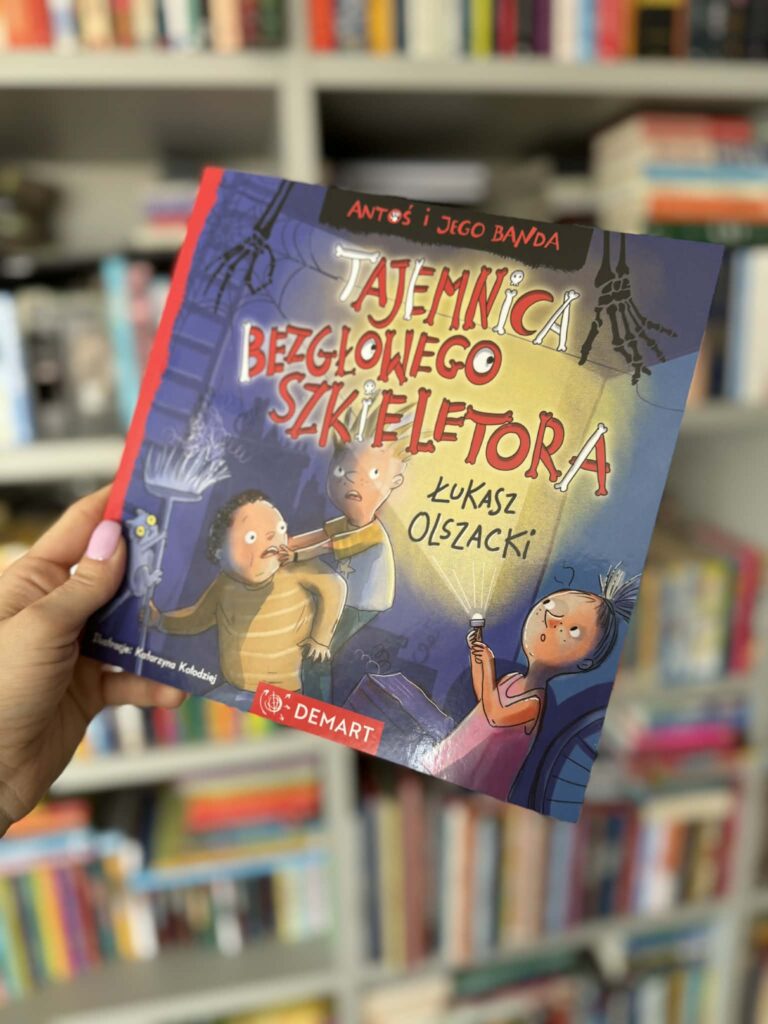 ANTOŚ I JEGO BANDA
TAJEMNICA
BEZGŁOWEGO
SZKIELETORA
ŁUKASZ
OLSZACKI
Ilustracje: Katarzyna Kołodziej
DEMART